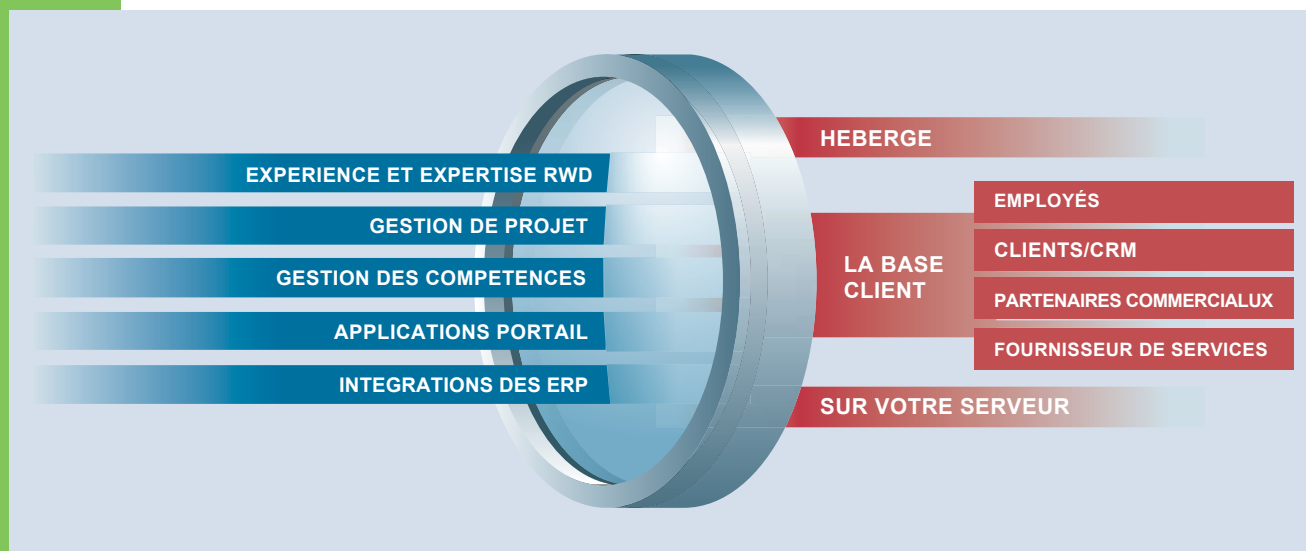 EXPERIENCE ET EXPERTISE RWD
GESTION DE PROJET
GESTION DES COMPETENCES
APPLICATIONS PORTAIL
INTEGRATIONS DES ERP
HEBERGE
LA BASE
CLIENT
EMPLOYÉS
CLIENTS/CRM
PARTENAIRES COMMERCIALUX
FOURNISSEUR DE SERVICES
SUR VOTRE SERVEUR